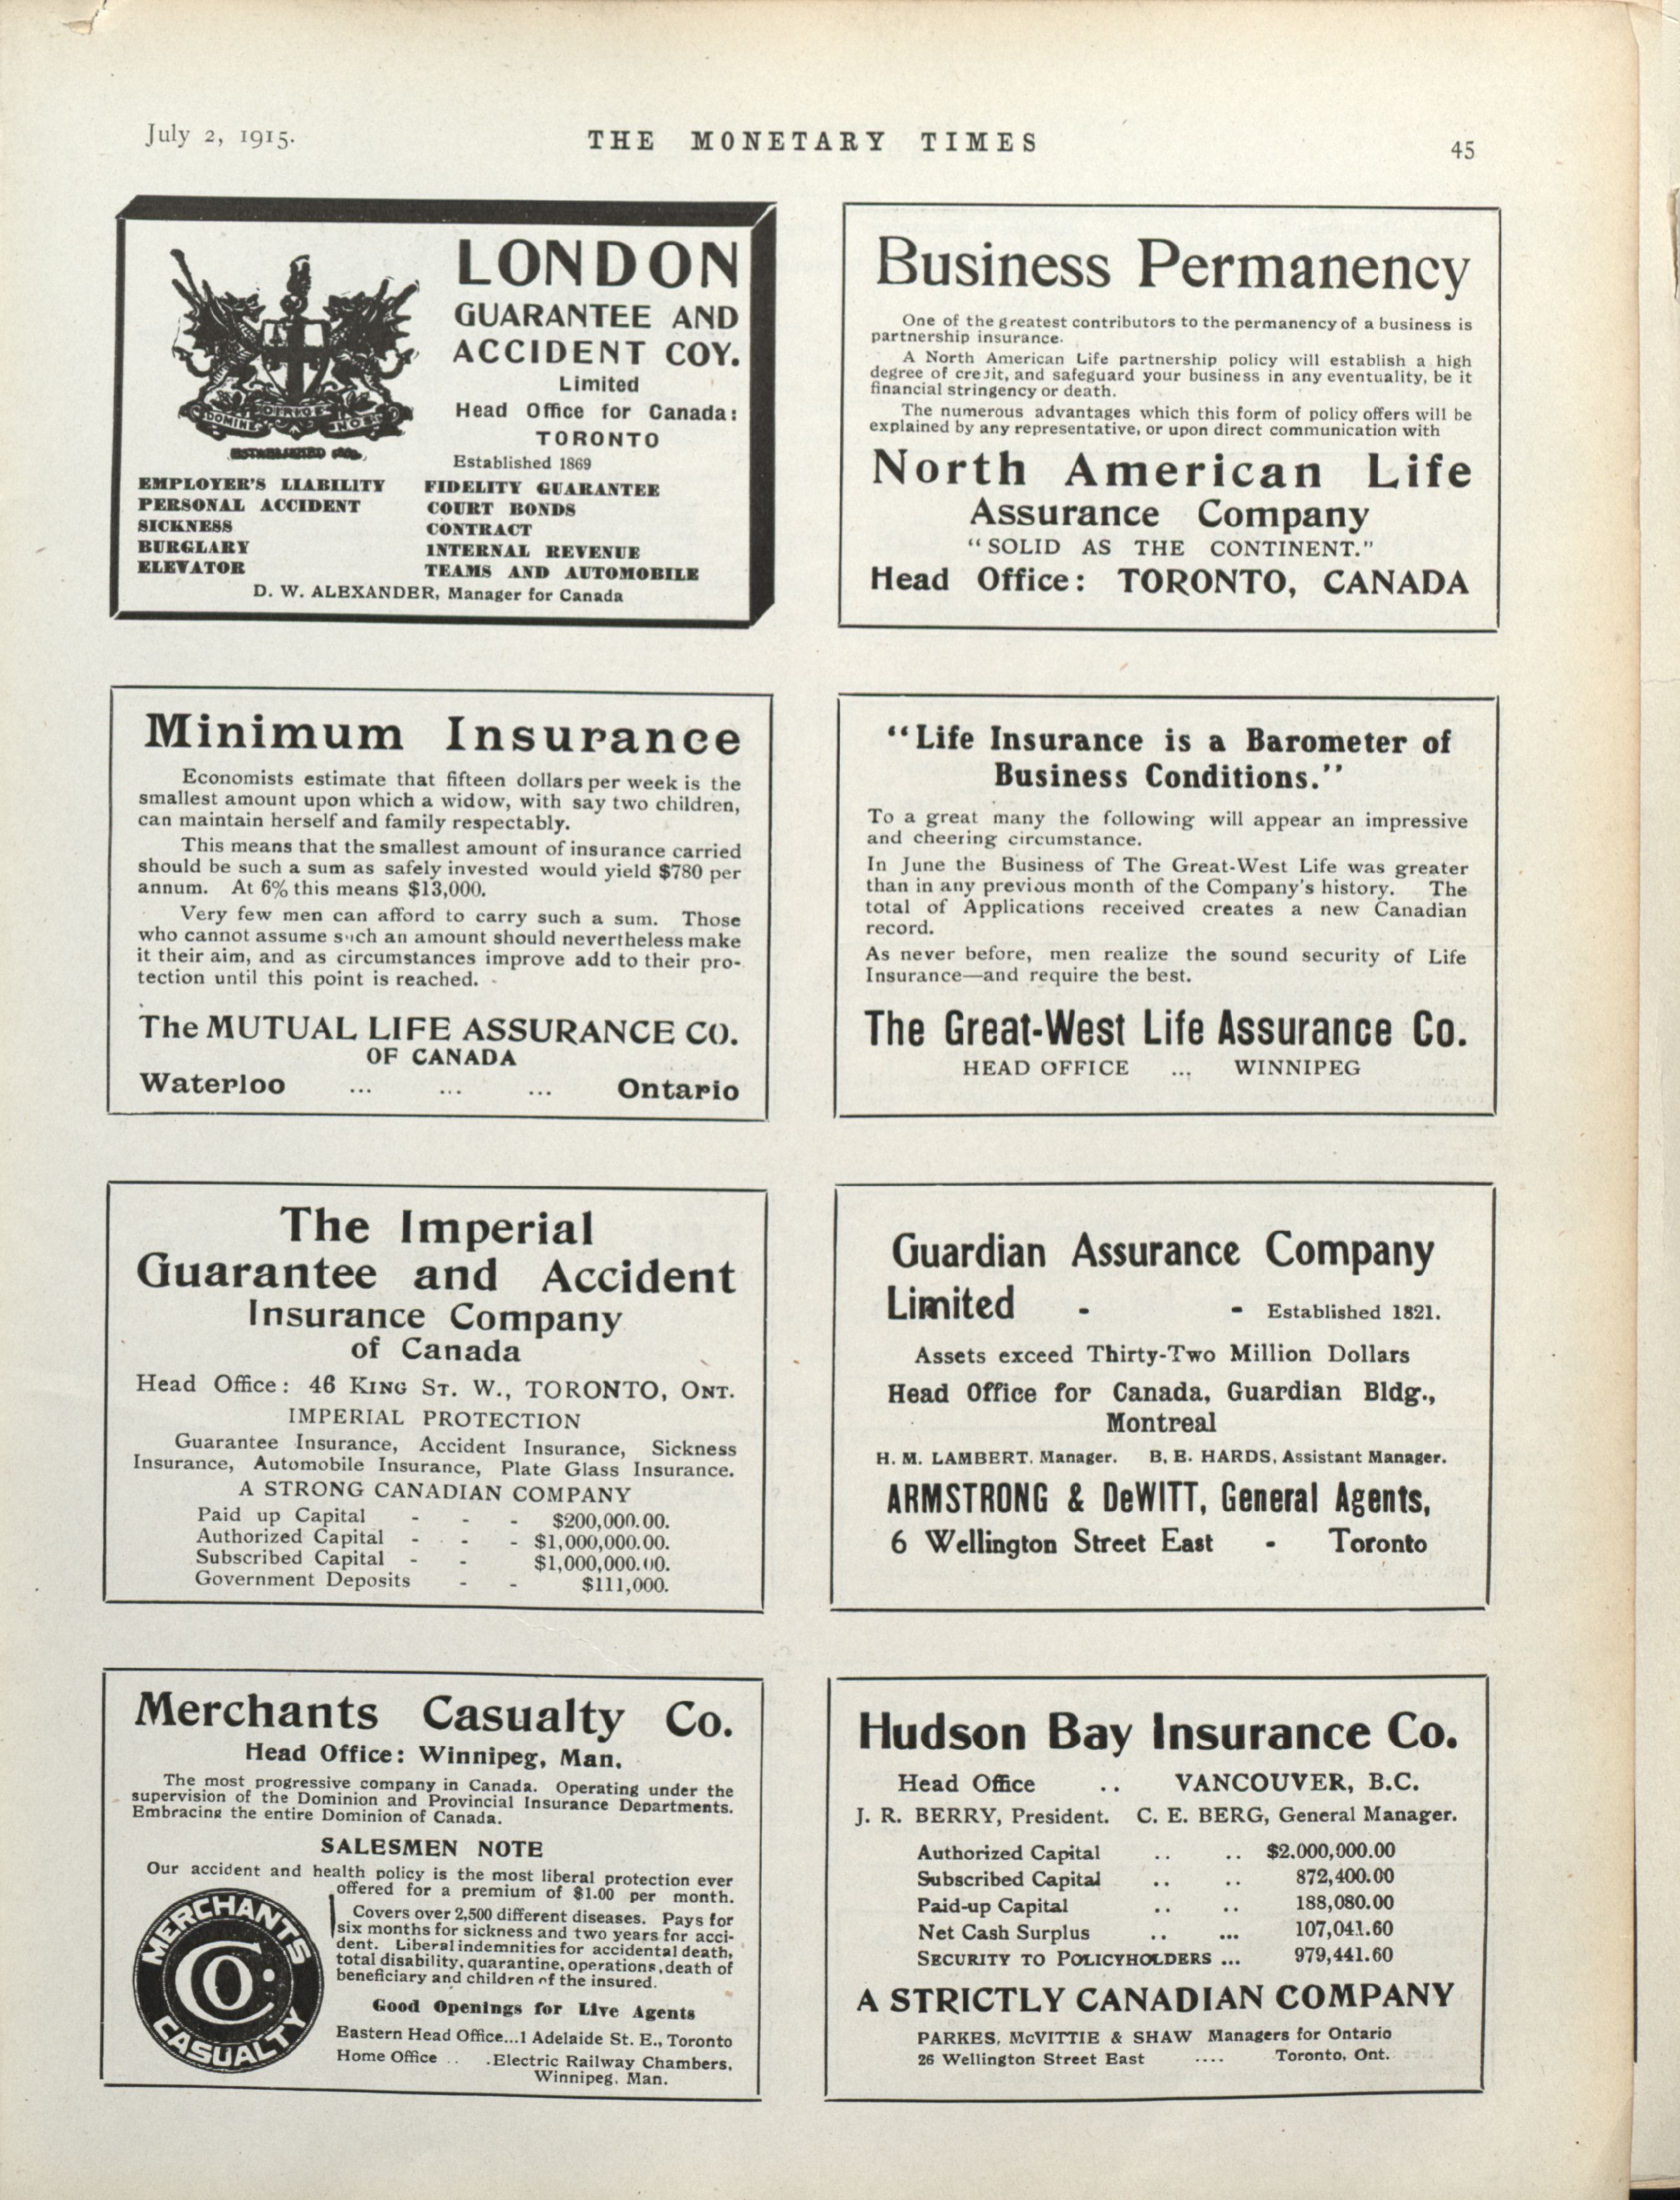 July 2, 1915.
THE MONETARY TIMES
45
LONDON
GUARANTEE AND
ACCIDENT COY.
Limited
Head Office for Canada:
TORONTO
Established 1869
DOMINE DIRIGE NOS
EMPLOYER'S LIABILITY
PERSONAL ACCIDENT
SICKNESS
BURGLARY
ELEVATOR
FIDELITY GUARANTEE
COURT BONDS
CONTRACT
INTERNAL REVENUE
TEAMS AND AUTOMOBILE
D. W. ALEXANDER, Manager for Canada
Business Permanency
One of the greatest contributors to the permanency of a business is
partnership insurance.
A North American Life partnership policy will establish a high
degree of credit, and safeguard your business in any eventuality, be it
financial stringency or death.
The numerous advantages which this form of policy offers will be
explained by any representative, or upon direct communication with
North American Life
Assurance Company
"SOLID AS THE CONTINENT."
Head Office: TORONTO, CANADA
Minimum Insurance
Economists estimate that fifteen dollars per week is the
smallest amount upon which a widow, with say two children,
can maintain herself and family respectably.
This means that the smallest amount of insurance carried
should be such a sum as safely invested would yield $780 per
annum. At 6% this means $13,000.
Very few men can afford to carry such a sum. Those
who cannot assume such an amount should nevertheless make
it their aim, and as circumstances improve add to their pro-
tection until this point is reached.
The MUTUAL LIFE ASSURANCE CO.
OF CANADA
Waterloo ... ... ... Ontario
"Life Insurance is a Barometer of
Business Conditions."
To a great many the following will appear an impressive
and cheering circumstance.
In June the Business of The Great-West Life was greater
than in any previous month of the Company's history. The
total of Applications received creates a new Canadian
record.
As never before, men realize the sound security of Life
Insurance—and require the best.
The Great-West Life Assurance Co.
HEAD OFFICE ... WINNIPEG
The Imperial
Guarantee and Accident
Insurance Company
of Canada
Head Office: 46 KING ST. W., TORONTO, ONT.
IMPERIAL PROTECTION
Guarantee Insurance, Accident Insurance, Sickness
Insurance, Automobile Insurance, Plate Glass Insurance.
A STRONG CANADIAN COMPANY
Paid up Capital - - - $200,000.00.
Authorized Capital - - - $1,000,000.00.
Subscribed Capital - - $1,000,000.00.
Government Deposits - - $111,000.
Guardian Assurance Company
Limited - - Established 1821.
Assets exceed Thirty-Two Million Dollars
Head Office for Canada, Guardian Bldg.,
Montreal
H. M. LAMBERT, Manager. B. E. HARDS, Assistant Manager.
ARMSTRONG & DeWITT, General Agents,
6 Wellington Street East - Toronto
Merchants Casualty Co.
Head Office: Winnipeg, Man.
The most progressive company in Canada. Operating under the
supervision of the Dominion and Provincial Insurance Departments.
Embracing the entire Dominion of Canada.
SALESMEN NOTE
Our accident and health policy is the most liberal protection ever
offered for a premium of $1.00 per month.
Covers over 2,500 different diseases. Pays for
six months for sickness and two years for acci-
dent. Liberal indemnities for accidental death,
total disability, quarantine, operations, death of
beneficiary and children of the insured.
Good Openings for Live Agents
Eastern Head Office...1 Adelaide St. E., Toronto
Home Office .. .Electric Railway Chambers,
Winnipeg, Man.
MERCHANTS
Co.
CASUALTY
Hudson Bay Insurance Co.
Head Office .. VANCOUVER, B.C.
J. R. BERRY, President. C. E. BERG, General Manager.
Authorized Capital .. .. $2.000,000.00
Subscribed Capital .. .. 872,400.00
Paid-up Capital .. .. 188,080.00
Net Cash Surplus .. ... 107,041.60
SECURITY TO POLICYHOLDERS ... 979,441.60
A STRICTLY CANADIAN COMPANY
PARKES, McVITTIE & SHAW Managers for Ontario
26 Wellington Street East .... Toronto, Ont.